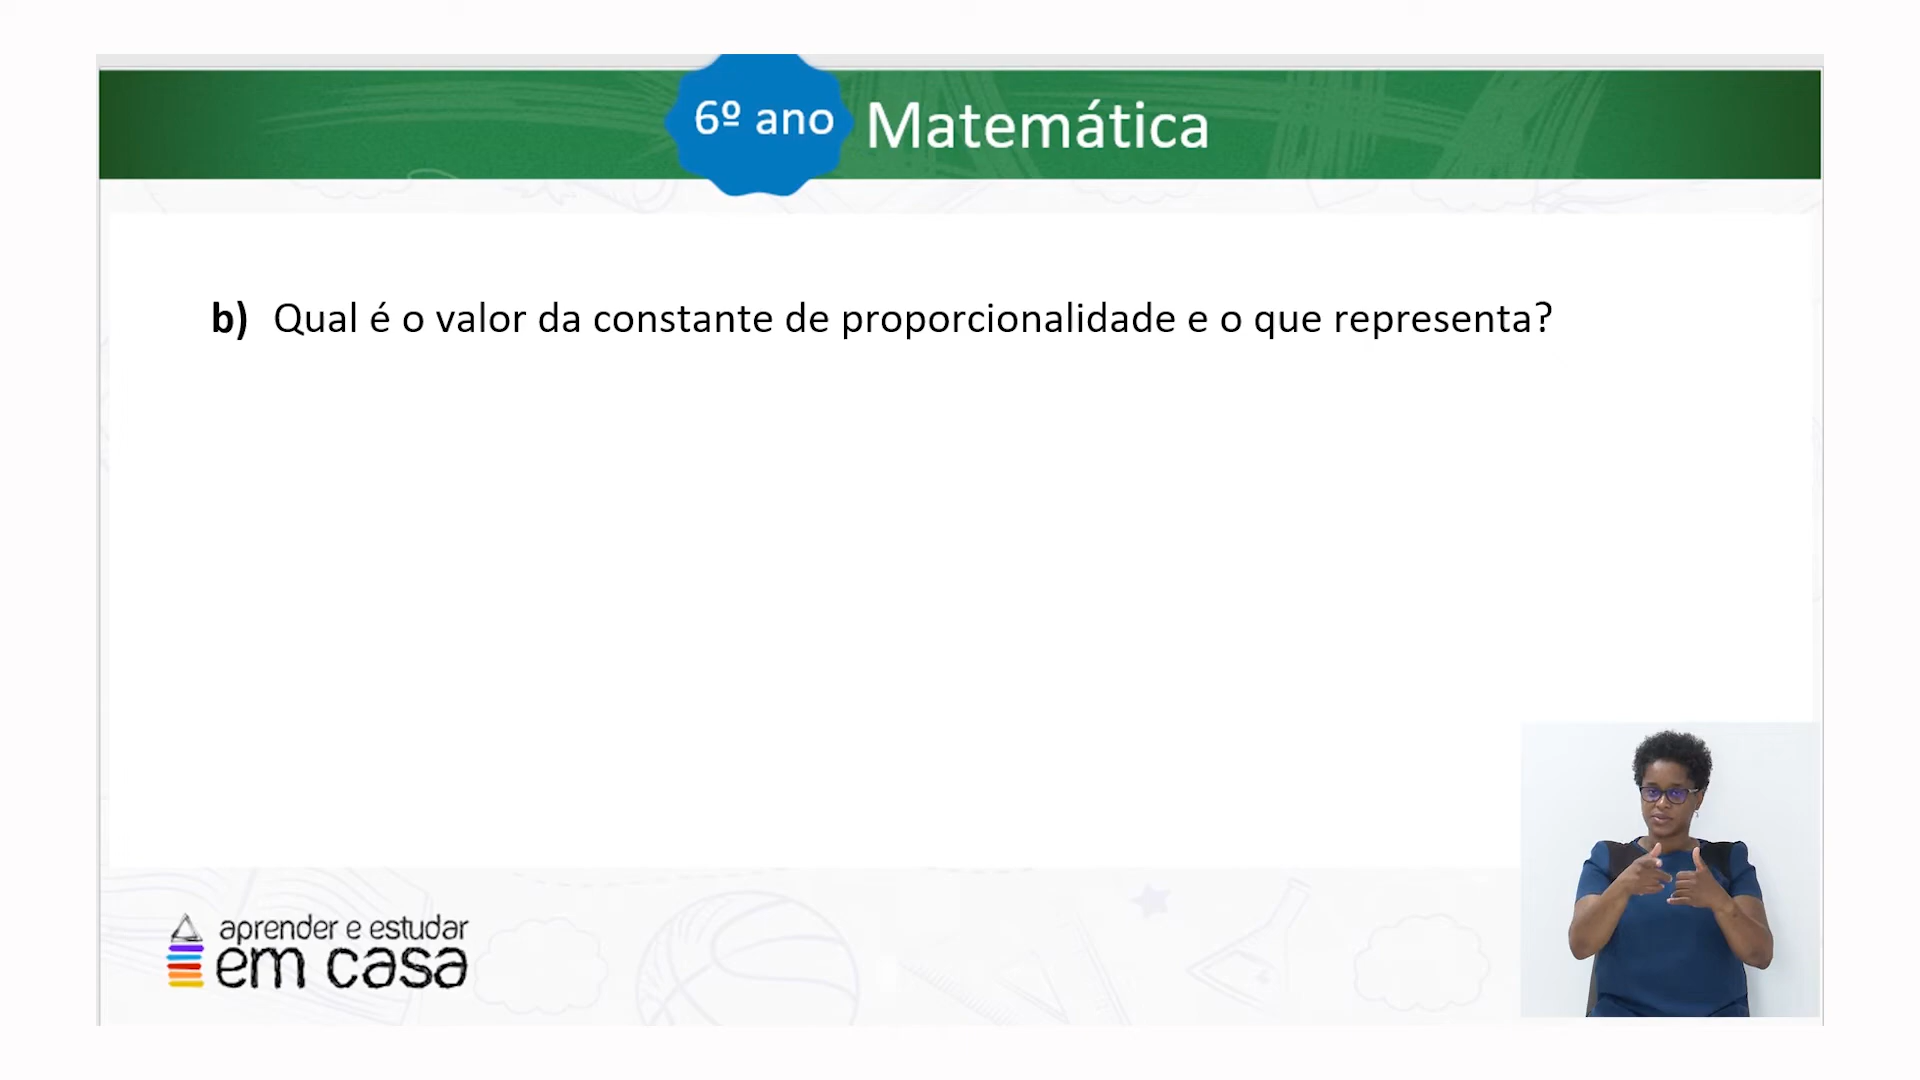 6º ano Matemática
b) Qual é o valor da constante de proporcionalidade e o que representa?
aprender e estudar
em casa